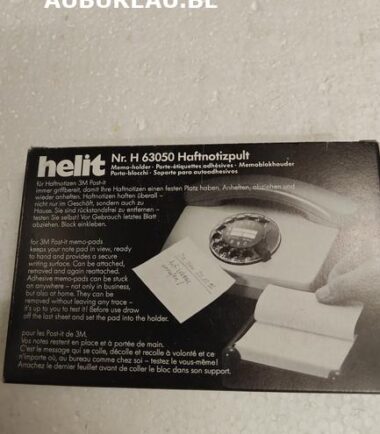 AUBUREAU.BE
helit
Nr. H 63050 Haftnotizpult
Memo-holder · Porte-étiquettes adhésives · Memoblokhouder
Porte-blocchi · Soporte para autoadhesivos
für Haftnotizen 3M Post-it
immer griffbereit, damit Ihre Haftnotizen einen festen Platz haben. Anheften, abziehen und
wieder anheften. Haftnotizen haften überall –
nicht nur im Geschäft, sondern auch zu
Hause. Sie sind rückstandsfrei zu entfernen –
testen Sie selbst! Vor Gebrauch letztes Blatt
abziehen. Block einkleben.
for 3M Post-it memo-pads
keeps your note pad in view, ready
to hand and provides a secure
writing surface. Can be attached,
removed and again reattached.
Adhesive memo-pads can be stuck
an anywhere – not only in business,
but also at home. They can be
removed without leaving any trace –
it's up to you to test it! Before use draw
off the last sheet and set the pad into the holder.
pour les Post-it de 3M.
Vos notes restent en place et à portée de main.
C'est le message qui se colle, décolle et recolle à volonté et ce
n'importe où, au bureau comme chez soi – testez le vous-même!
Arrachez le dernier feuillet avant de coller le bloc dans son support.